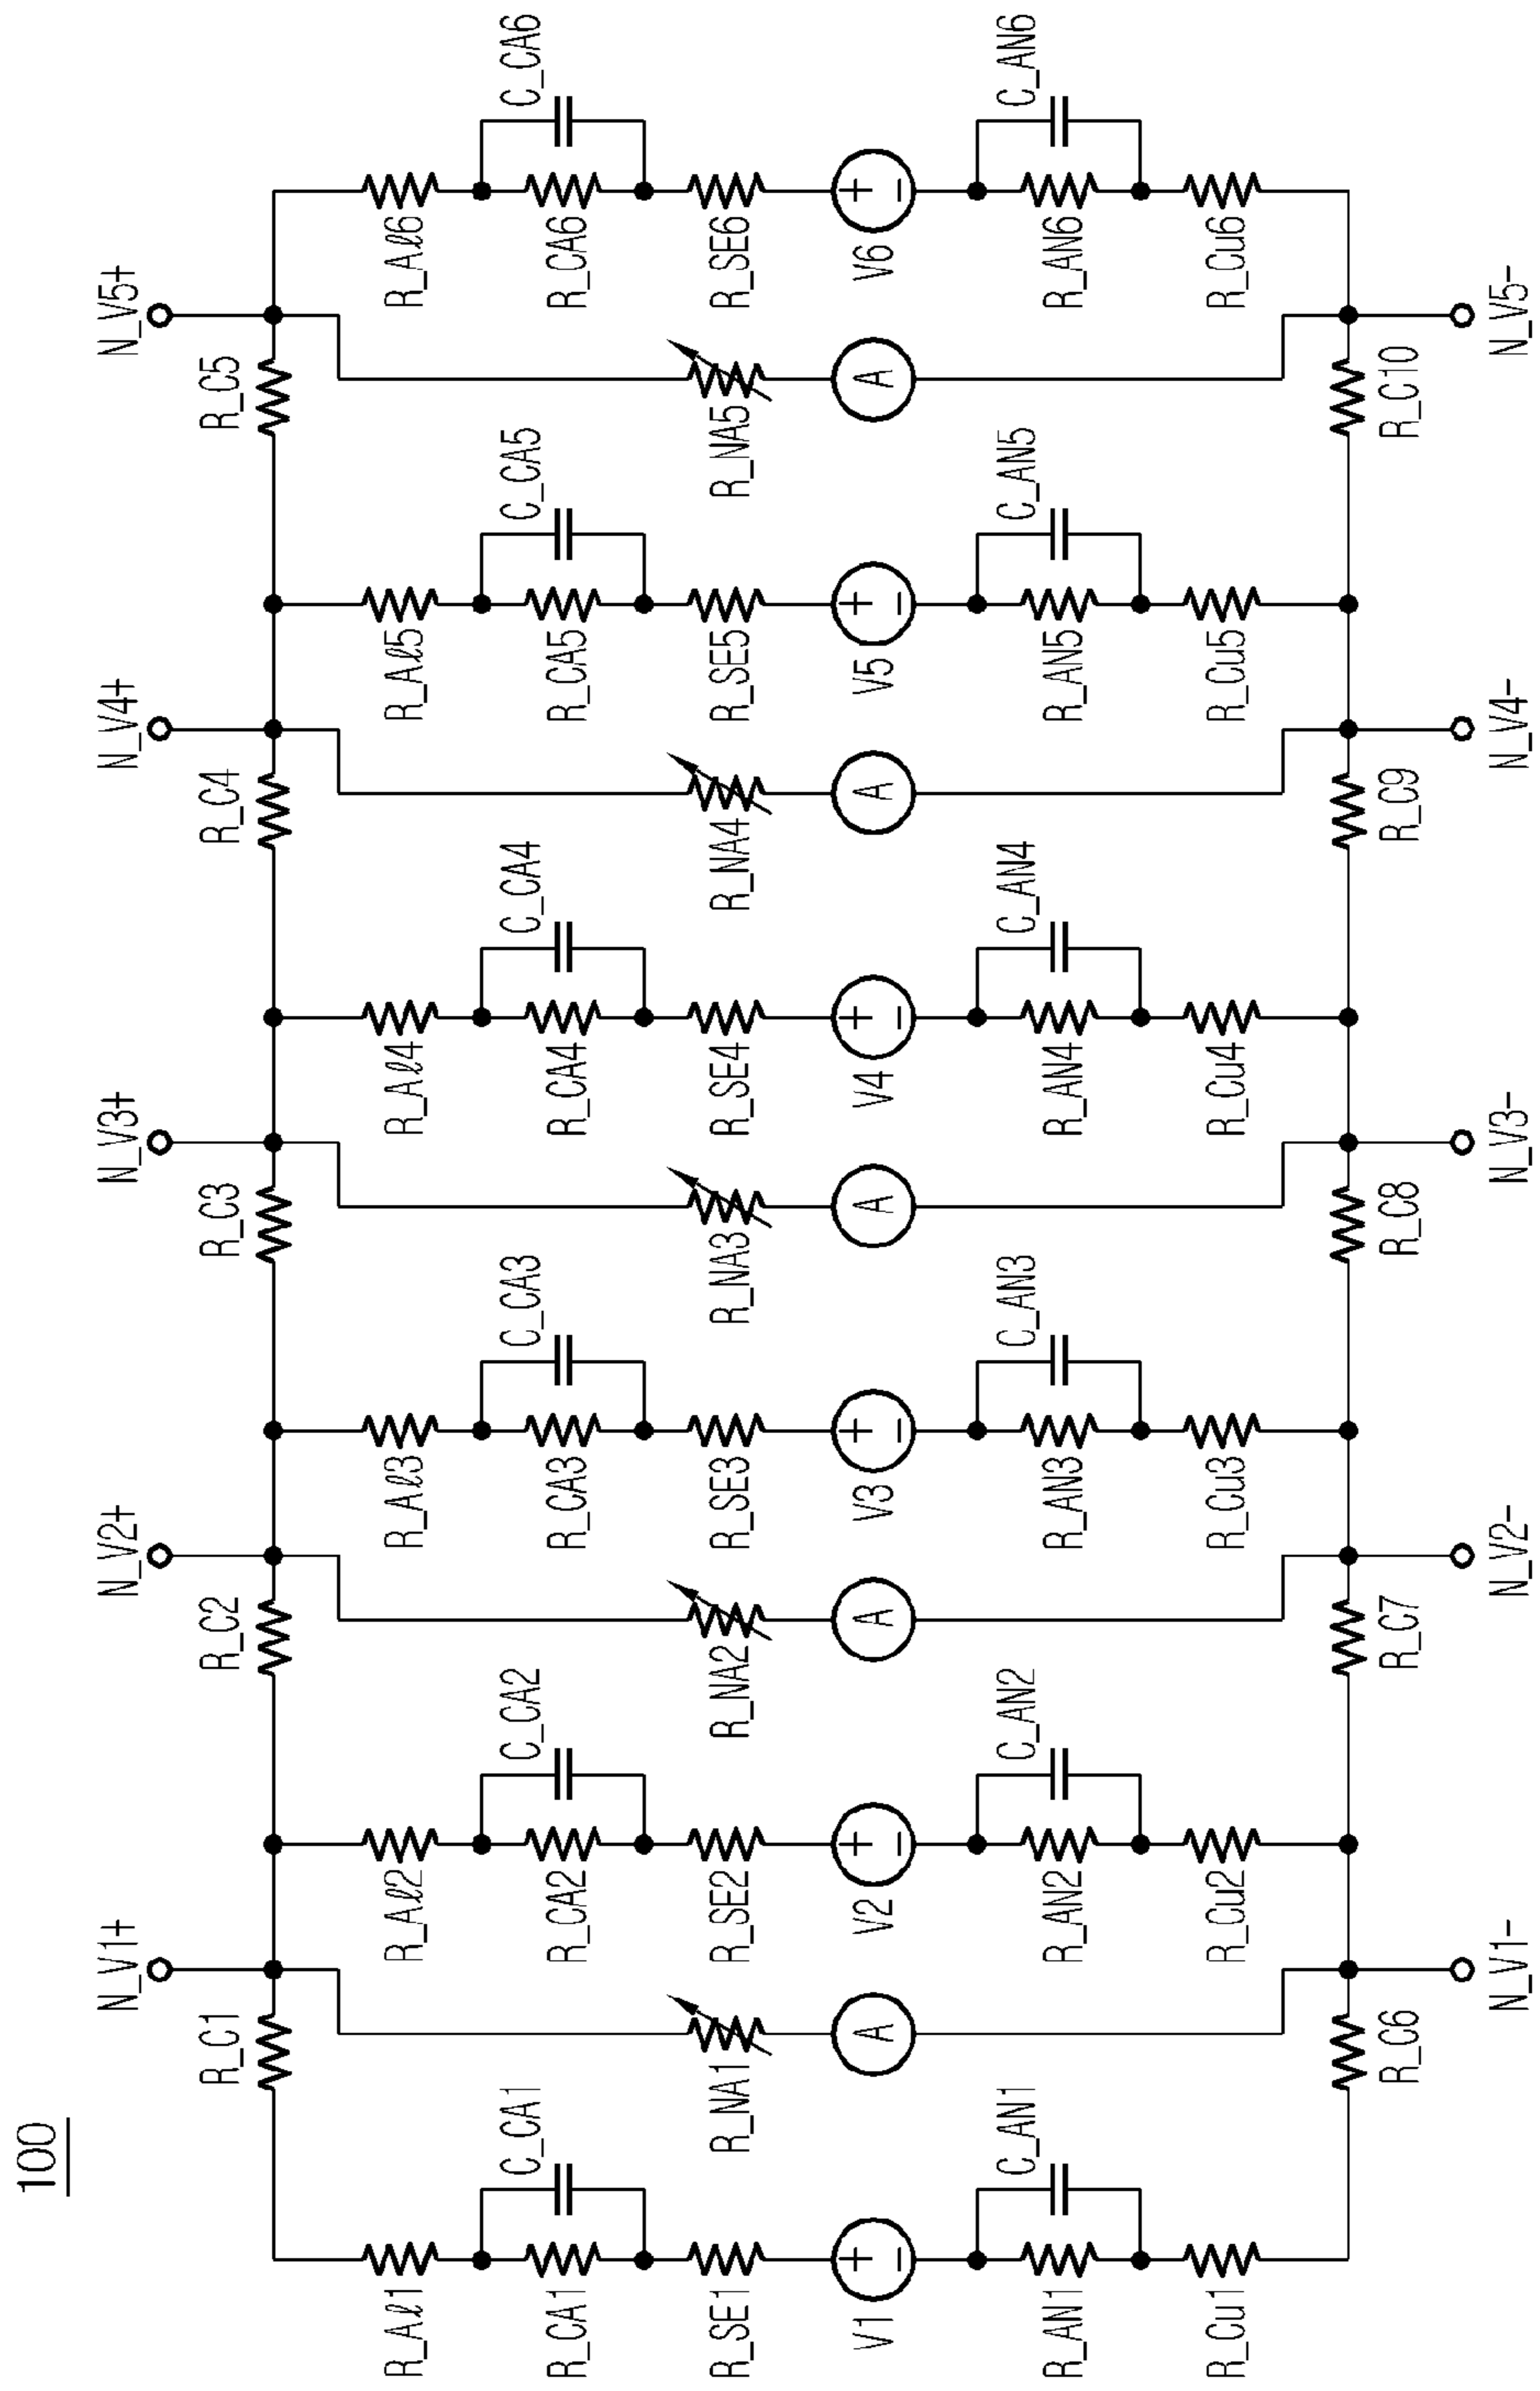 100
N_V1+
N_V2+
N_V3+
N_V4+
N_V5+
R_C1
R_C2
R_C3
R_C4
R_C5
R_Aℓ1
R_Aℓ2
R_Aℓ3
R_Aℓ4
R_Aℓ5
R_Aℓ6
C_CA1
C_CA2
C_CA3
C_CA4
C_CA5
C_CA6
R_CA1
R_CA2
R_CA3
R_CA4
R_CA5
R_CA6
R_SE1
R_NA1
R_SE2
R_NA2
R_SE3
R_NA3
R_SE4
R_NA4
R_SE5
R_NA5
R_SE6
V1
+
−
A
V2
+
−
A
V3
+
−
A
V4
+
−
A
V5
+
−
A
V6
+
−
C_AN1
C_AN2
C_AN3
C_AN4
C_AN5
C_AN6
R_AN1
R_AN2
R_AN3
R_AN4
R_AN5
R_AN6
R_Cu1
R_Cu2
R_Cu3
R_Cu4
R_Cu5
R_Cu6
R_C6
R_C7
R_C8
R_C9
R_C10
N_V1−
N_V2−
N_V3−
N_V4−
N_V5−